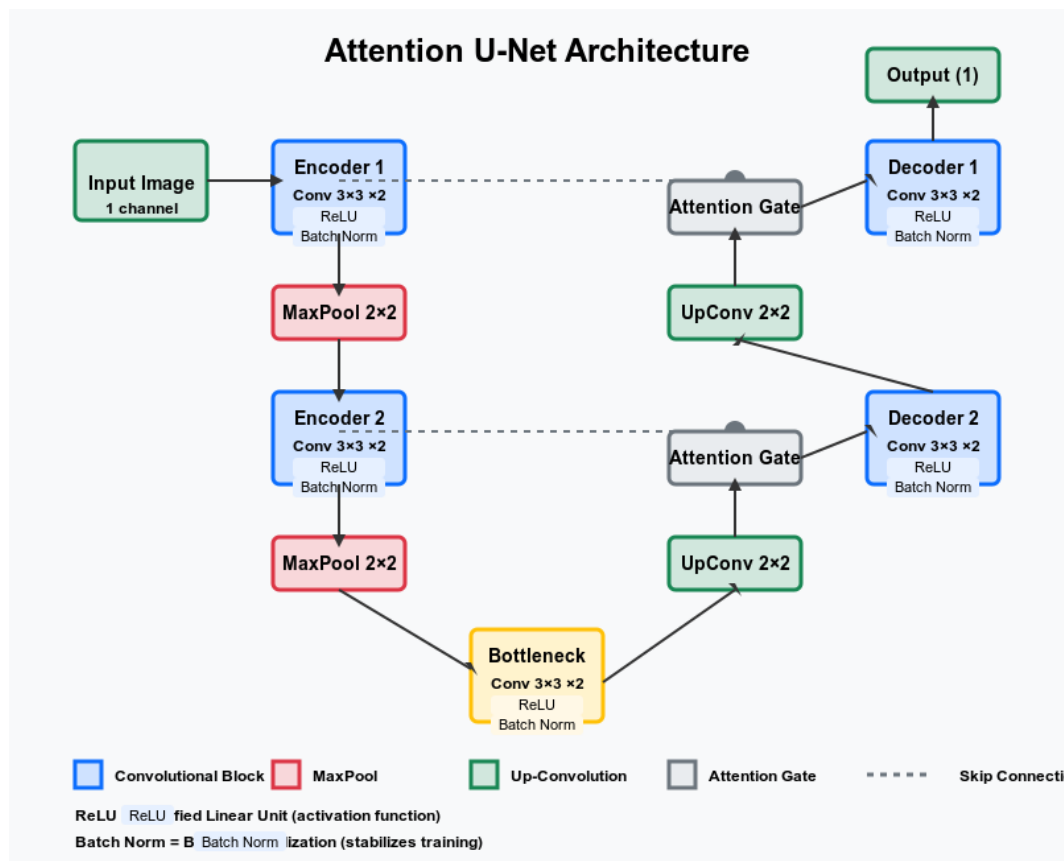 Attention U-Net Architecture
Output (1)
Input Image
1 channel
Encoder 1
Conv 3×3 ×2
ReLU
Batch Norm
Attention Gate
Decoder 1
Conv 3×3 ×2
ReLU
Batch Norm
MaxPool 2×2
UpConv 2×2
Encoder 2
Conv 3×3 ×2
ReLU
Batch Norm
Attention Gate
Decoder 2
Conv 3×3 ×2
ReLU
Batch Norm
MaxPool 2×2
UpConv 2×2
Bottleneck
Conv 3×3 ×2
ReLU
Batch Norm
Convolutional Block
MaxPool
Up-Convolution
Attention Gate
Skip Connecti
ReLU ReLU fied Linear Unit (activation function)
Batch Norm = B Batch Norm lization (stabilizes training)